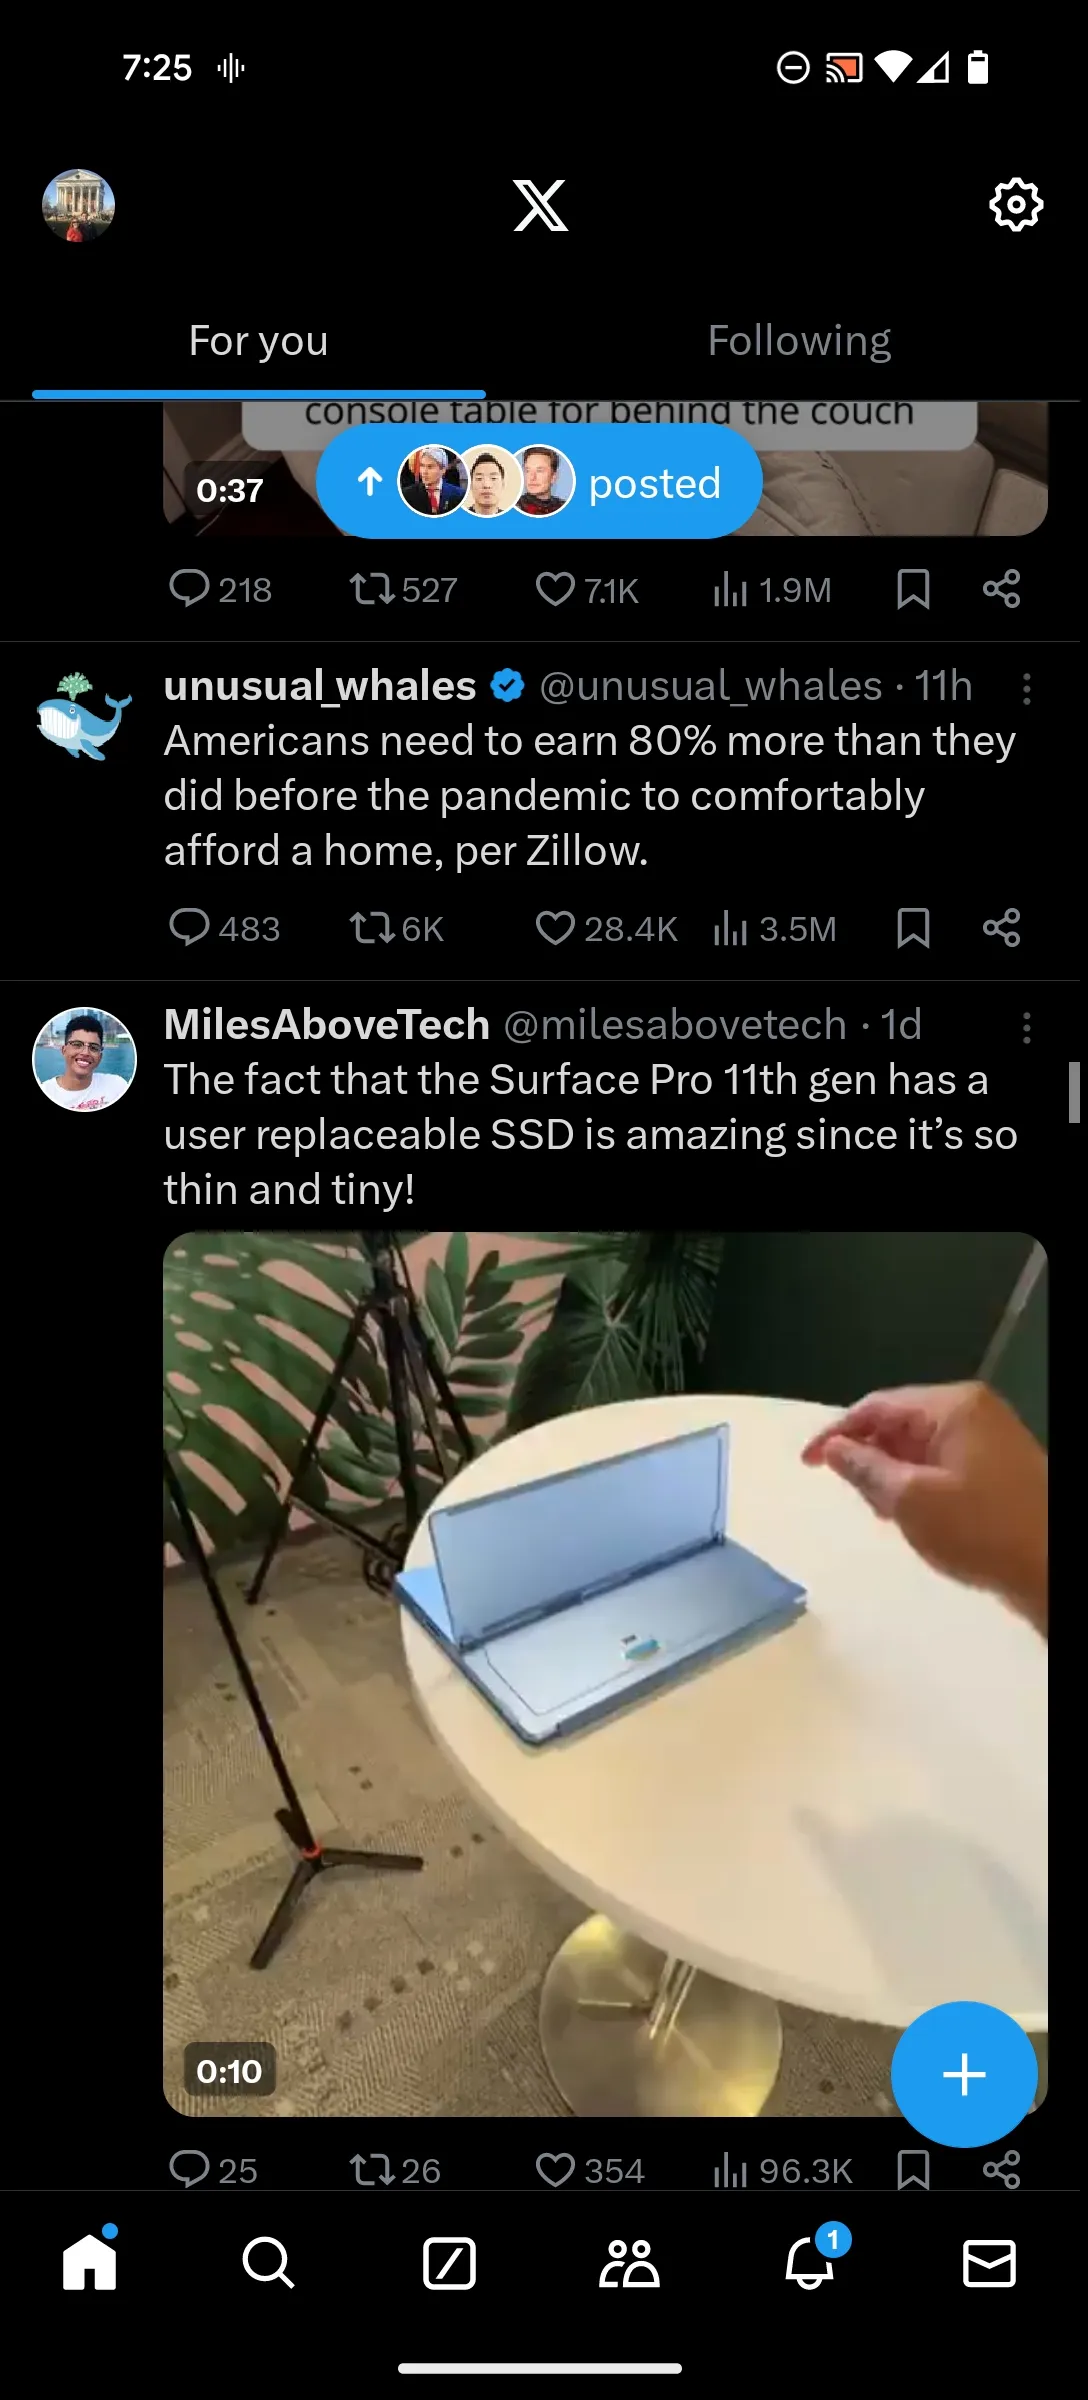 7:25
For you
Following
console table for behind the couch
0:37
posted
218
527
7.1K
1.9M
unusual_whales @unusual_whales · 11h
Americans need to earn 80% more than they
did before the pandemic to comfortably
afford a home, per Zillow.
483
6K
28.4K
3.5M
MilesAboveTech @milesabovetech · 1d
The fact that the Surface Pro 11th gen has a
user replaceable SSD is amazing since it’s so
thin and tiny!
0:10
25
26
354
96.3K
1